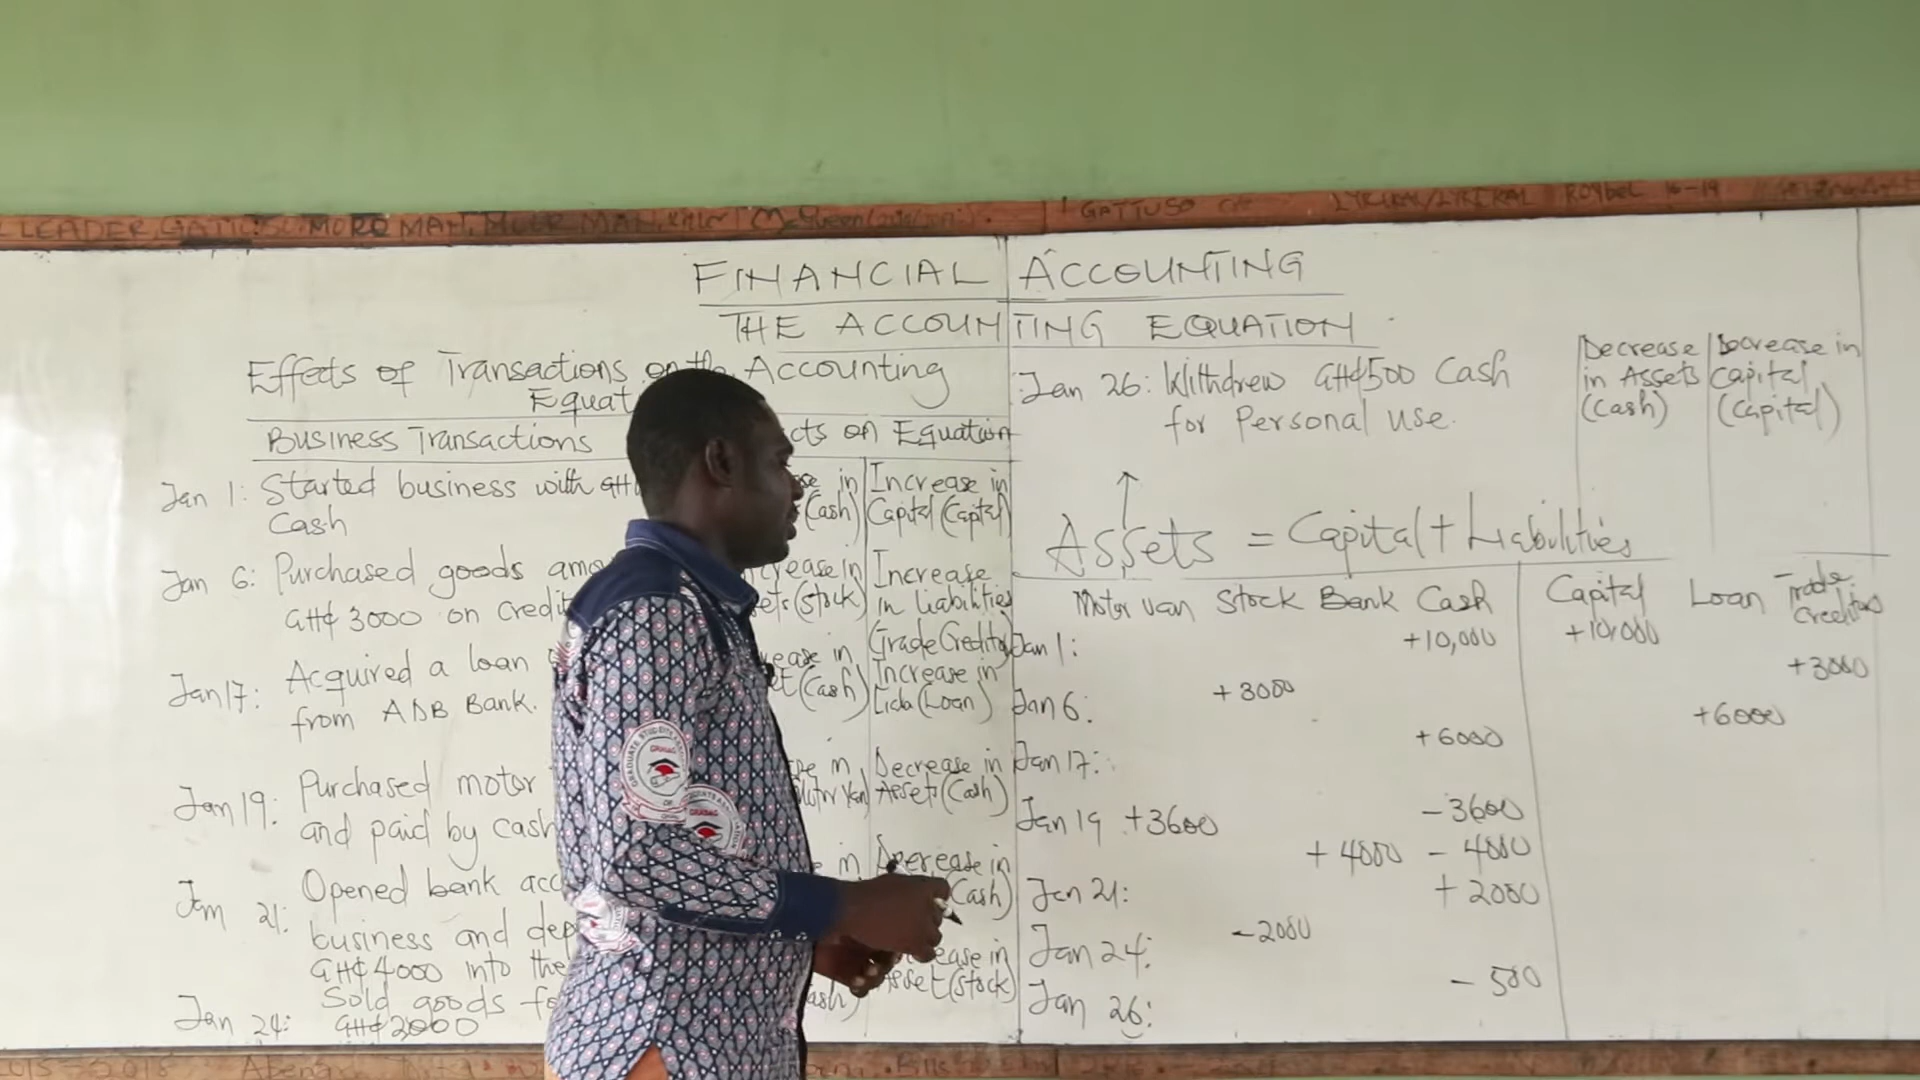 LEADER
GATTUSO
FINANCIAL ACCOUNTING
THE ACCOUNTING EQUATION
Effects of Transactions on the Accounting
Equat
Business Transactions cts on Equation
Jan 1: Started business with GH¢
Cash
se in
(Cash)
Increase in
Capital (Capital)
Jan 6: Purchased goods amo
GH¢ 3000 on credit
crease in
ets (Stock)
Increase
in Liabilities
(Trade Creditors)
Jan 17: Acquired a loan
from ADB Bank.
ease in
et (Cash)
Increase in
(Loan)
Jan 19: Purchased motor
and paid by cash
se in
Motor Van
Decrease in
Assets (Cash)
Jan 21: Opened bank acc
business and dep
GH¢ 4000 into the
e in
Decrease in
(Cash)
Jan 24: Sold goods fo
GH¢ 2000
ash)
ease in
Asset (Stock)
Jan 26: Withdrew GH¢500 Cash
for Personal use.
Decrease
in Assets
(Cash)
Decrease in
Capital
(Capital)
Assets = Capital + Liabilities
Motor van Stock Bank Cash Capital Loan Trade Creditors
Jan 1: +10,000 +10,000
Jan 6: +3000 +3000
Jan 17: +6000 +6000
Jan 19 +3600 -3600
Jan 21: +4000 -4000
Jan 24: -2000 +2000
Jan 26: -500